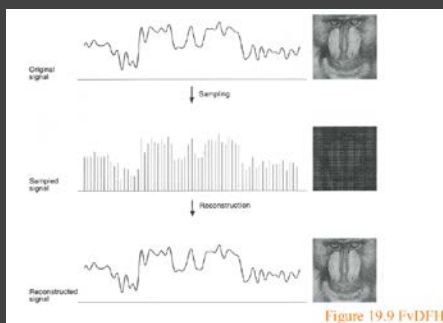 Original
signal
Sampling
Sampled
signal
Reconstruction
Reconstructed
signal
Figure 19.9 FvDFH